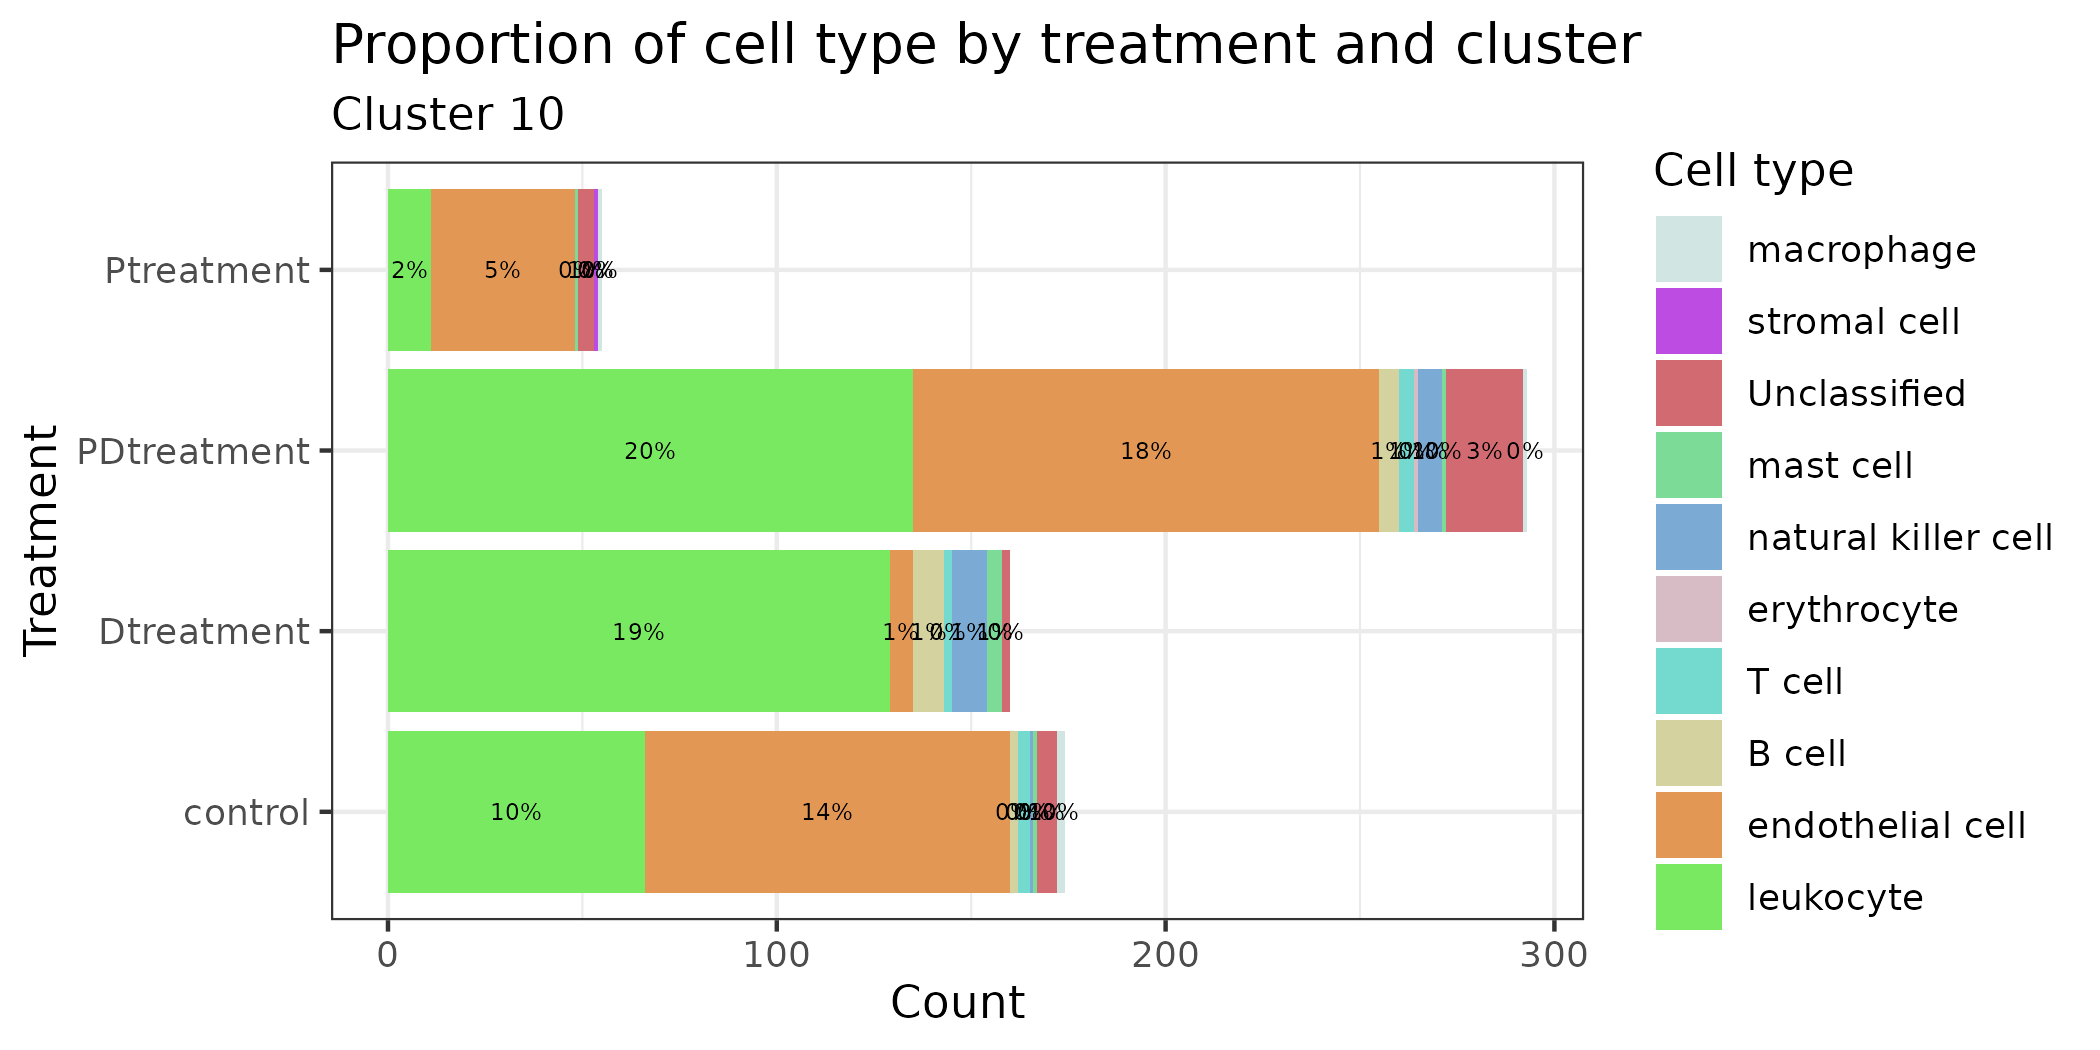 Proportion of cell type by treatment and cluster
Cluster 10
Cell type
macrophage
stromal cell
Unclassified
mast cell
natural killer cell
erythrocyte
T cell
B cell
endothelial cell
leukocyte
Treatment
Ptreatment
2% 5%
PDtreatment
20% 18% 1% 3% 0%
Dtreatment
19% 1%
control
10% 14%
0 100 200 300
Count